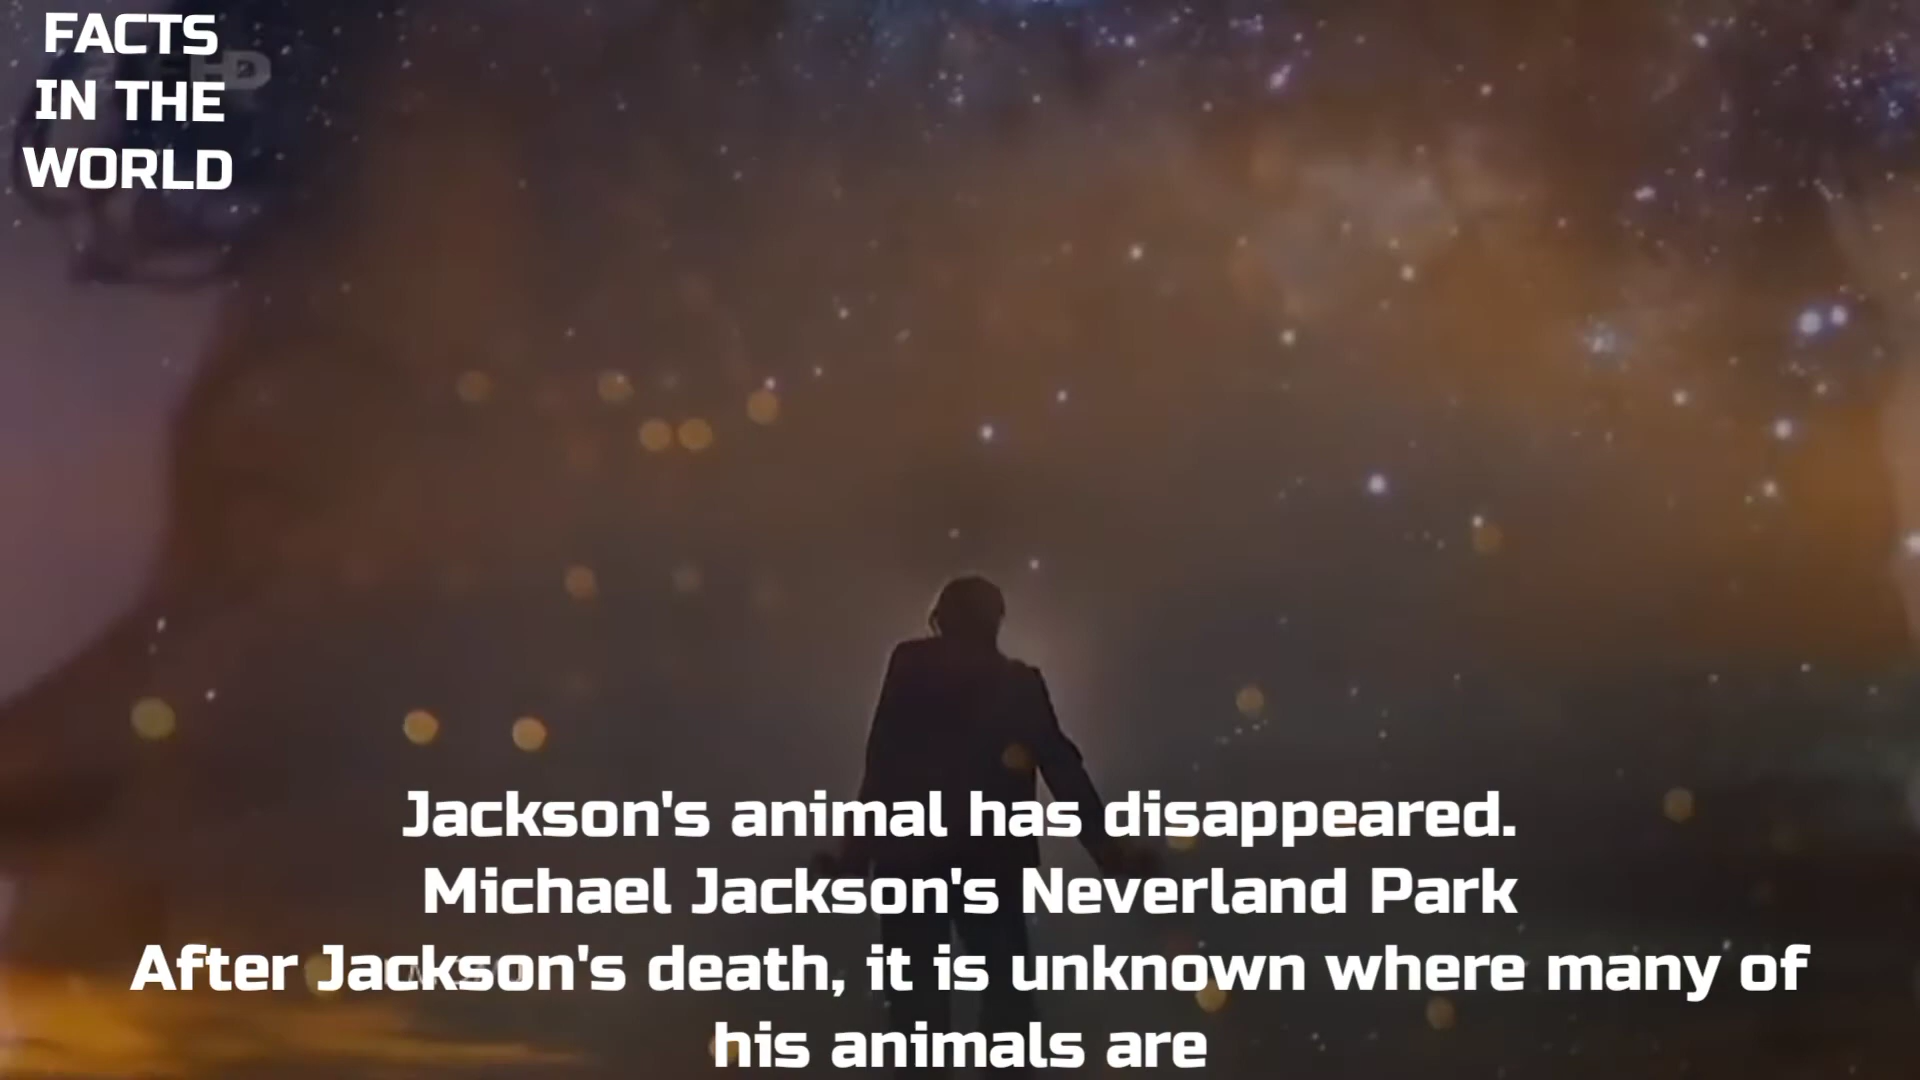 FACTS
IN THE
WORLD
HD
Jackson's animal has disappeared.
Michael Jackson's Neverland Park
After Jackson's death, it is unknown where many of
his animals are